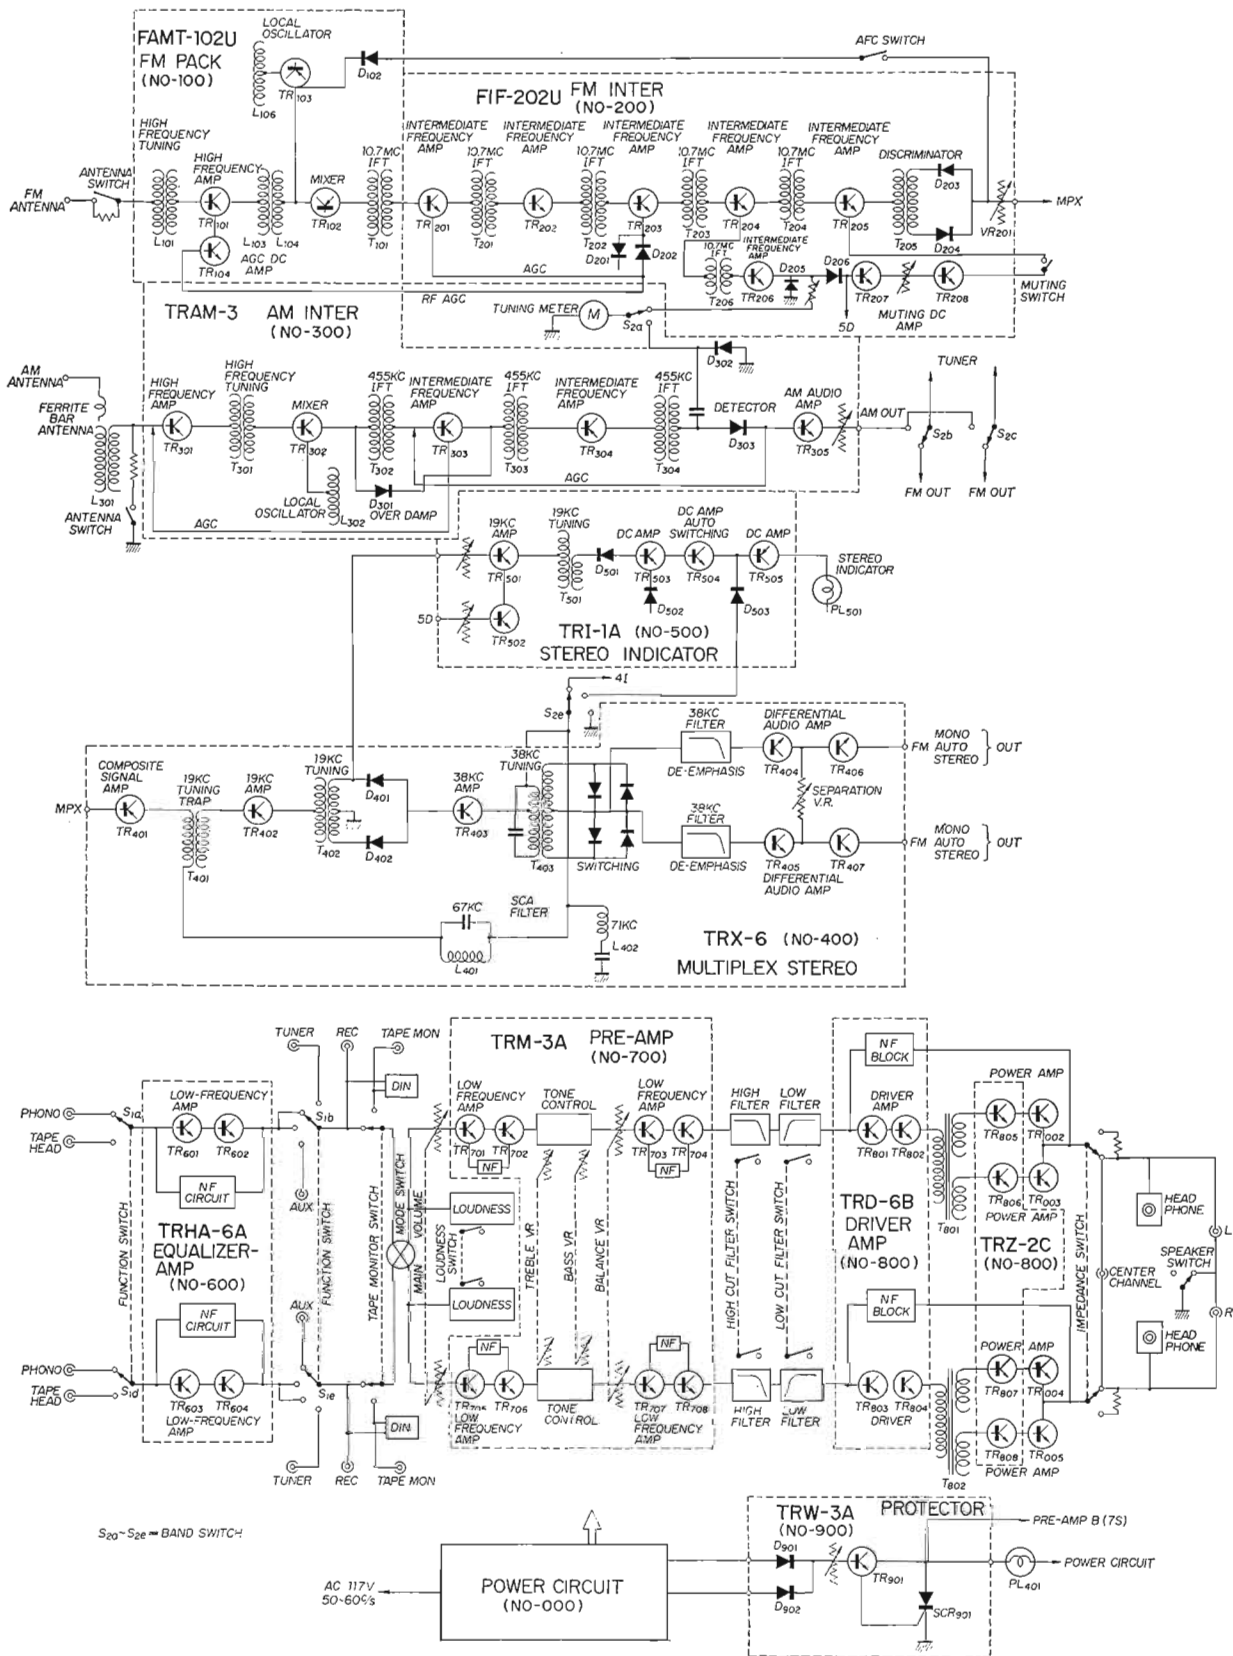 FAMT-102U
FM PACK
(NO-100)
LOCAL
OSCILLATOR
TR103
L106
D102
AFC SWITCH
FIF-202U FM INTER
(NO-200)
HIGH
FREQUENCY
TUNING
HIGH
FREQUENCY
AMP
10.7MC
IFT
INTERMEDIATE
FREQUENCY
AMP
10.7MC
IFT
INTERMEDIATE
FREQUENCY AMP
10.7MC
IFT
INTERMEDIATE
FREQUENCY
AMP
10.7MC
IFT
INTERMEDIATE
FREQUENCY AMP
10.7MC
IFT
INTERMEDIATE
FREQUENCY
AMP
DISCRIMINATOR
ANTENNA
SWITCH
FM
ANTENNA
MIXER
L101
TR101
L103
L104
TR102
T101
TR201
T201
TR202
T202
TR203
T203
TR204
T204
TR205
T205
D203
D204
VR201
MPX
TR104
AGC DC
AMP
D201
D202
AGC
RF AGC
10.7MC
IFT
T206
INTERMEDIATE
FREQUENCY
AMP
TR206
D205
D206
TR207
TR208
MUTING DC
AMP
5D
MUTING
SWITCH
TUNING METER
M
S2a
TRAM-3 AM INTER
(NO-300)
D302
AM
ANTENNA
FERRITE
BAR
ANTENNA
L301
ANTENNA
SWITCH
HIGH
FREQUENCY
AMP
TR301
HIGH
FREQUENCY
TUNING
T301
MIXER
TR302
LOCAL
OSCILLATOR
L302
455KC
IFT
T302
D301
OVER DAMP
INTERMEDIATE
FREQUENCY
AMP
TR303
455KC
IFT
T303
INTERMEDIATE
FREQUENCY
AMP
TR304
455KC
IFT
T304
DETECTOR
D303
AM AUDIO
AMP
TR305
AM OUT
AGC
AGC
TUNER
S2b
S2c
FM OUT
FM OUT
19KC
AMP
TR501
19KC
TUNING
T501
D501
DC AMP
TR503
DC AMP
AUTO
SWITCHING
TR504
DC AMP
TR505
STEREO
INDICATOR
PL501
D502
D503
5D
TR502
TRI-1A (NO-500)
STEREO INDICATOR
4I
S2e
COMPOSITE
SIGNAL
AMP
MPX
TR401
19KC
TUNING
TRAP
T401
19KC
AMP
TR402
19KC
TUNING
T402
D401
D402
38KC
AMP
TR403
38KC
TUNING
T403
SWITCHING
38KC
FILTER
DE-EMPHASIS
38KC
FILTER
DE-EMPHASIS
DIFFERENTIAL
AUDIO AMP
TR404
TR406
SEPARATION
V.R.
TR405
TR407
DIFFERENTIAL
AUDIO AMP
FM MONO AUTO STEREO } OUT
FM MONO AUTO STEREO } OUT
67KC
L401
SCA
FILTER
71KC
L402
TRX-6 (NO-400)
MULTIPLEX STEREO
TUNER
REC
TAPE MON
DIN
PHONO
TAPE
HEAD
S1a
LOW-FREQUENCY
AMP
TR601
TR602
NF
CIRCUIT
S1b
AUX
FUNCTION SWITCH
TRHA-6A
EQUALIZER-
AMP
(NO-600)
FUNCTION SWITCH
TAPE MONITOR SWITCH
MODE SWITCH
MAIN VOLUME
LOUDNESS
LOUDNESS
SWITCH
LOUDNESS
NF
CIRCUIT
AUX
PHONO
TAPE
HEAD
S1d
TR603
TR604
LOW-FREQUENCY
AMP
S1e
DIN
TUNER
REC
TAPE MON
TRM-3A PRE-AMP
(NO-700)
LOW
FREQUENCY
AMP
TR701
TR702
NF
TONE
CONTROL
LOW
FREQUENCY
AMP
TR703
TR704
NF
TREBLE VR
BASS VR
BALANCE VR
NF
TR705
TR706
LOW
FREQUENCY
AMP
TONE
CONTROL
NF
TR707
TR708
LOW
FREQUENCY
AMP
HIGH
FILTER
LOW
FILTER
HIGH CUT FILTER SWITCH
LOW CUT FILTER SWITCH
HIGH
FILTER
LOW
FILTER
NF
BLOCK
DRIVER
AMP
TR801
TR802
TRD-6B
DRIVER
AMP
(NO-800)
NF
BLOCK
TR803
TR804
DRIVER
T801
T802
POWER AMP
TR805
TR002
TR806
TR003
POWER AMP
TRZ-2C
(NO-800)
POWER AMP
TR807
TR004
TR808
TR005
POWER AMP
IMPEDANCE SWITCH
HEAD
PHONE
L
SPEAKER
SWITCH
CENTER
CHANNEL
R
HEAD
PHONE
S2a~S2e=BAND SWITCH
AC 117V
50~60c/s
POWER CIRCUIT
(NO-000)
TRW-3A PROTECTOR
(NO-900)
D901
D902
TR901
SCR901
PRE-AMP B (7S)
POWER CIRCUIT
PL401